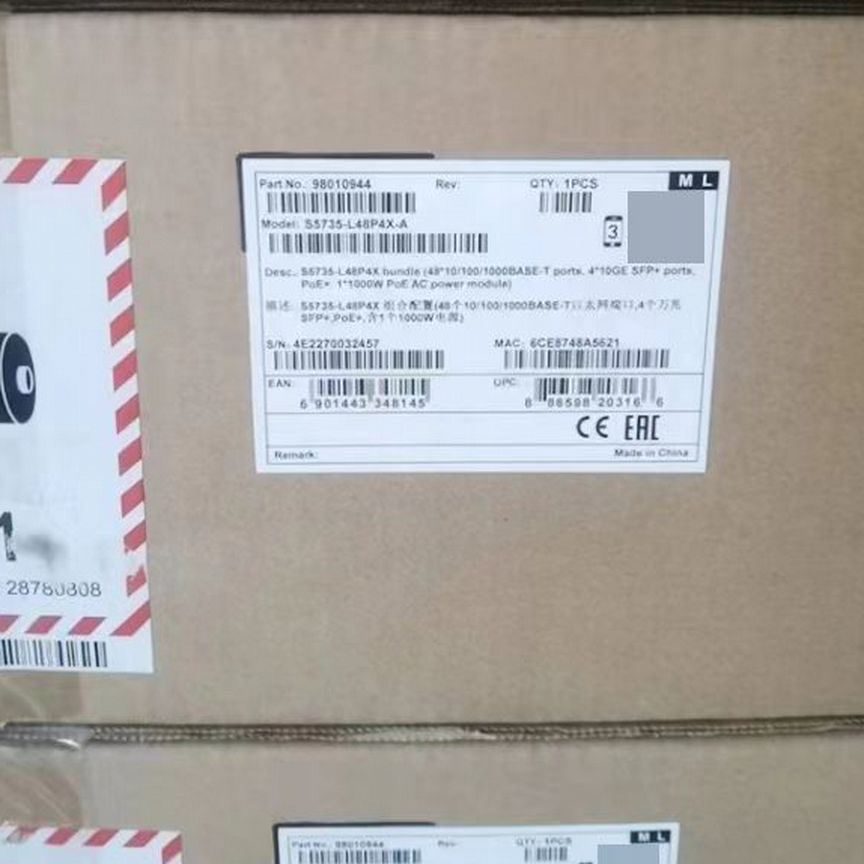 Part No.: 98010944 Rev: QTY: 1PCS M L
Model: S5735-L48P4X-A
3
Desc.: S5735-L48P4X bundle (48*10/100/1000BASE-T ports, 4*10GE SFP+ ports,
PoE+, 1*1000W PoE AC power module)
描述: S5735-L48P4X 组合配置(48个10/100/1000BASE-T以太网端口,4个万兆
SFP+,PoE+,含1个1000W电源)
S/N: 4E2270032457 MAC: 6CE8748A5621
EAN: UPC:
6 901443 348145 8 86598 20316 6
CE EAC
Remark: Made in China
28780808
Part No.: 98010944 Rev: QTY: 1PCS M L